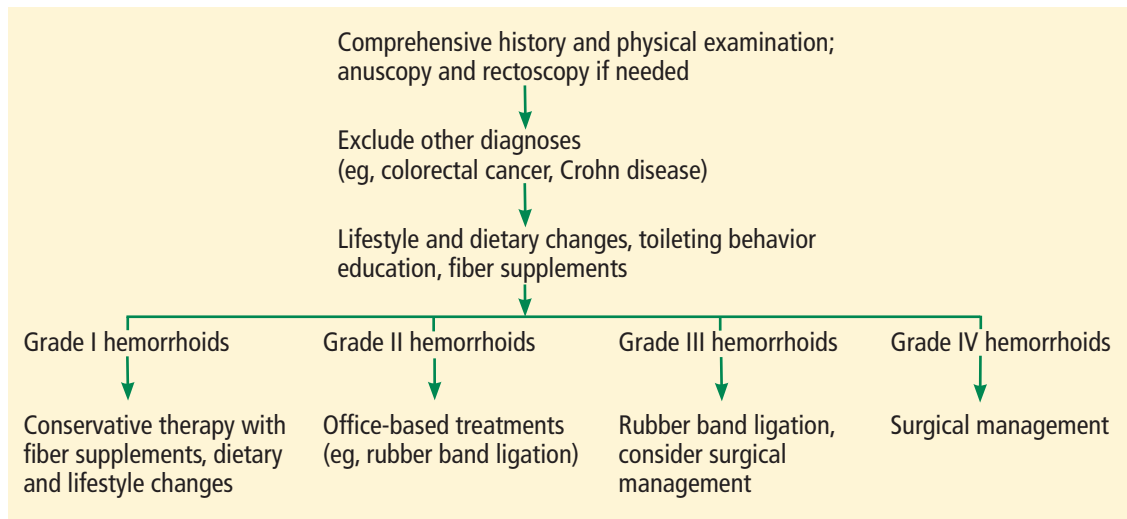 Comprehensive history and physical examination;
anuscopy and rectoscopy if needed
Exclude other diagnoses
(eg, colorectal cancer, Crohn disease)
Lifestyle and dietary changes, toileting behavior
education, fiber supplements
Grade I hemorrhoids
Conservative therapy with
fiber supplements, dietary
and lifestyle changes
Grade II hemorrhoids
Office-based treatments
(eg, rubber band ligation)
Grade III hemorrhoids
Rubber band ligation,
consider surgical
management
Grade IV hemorrhoids
Surgical management